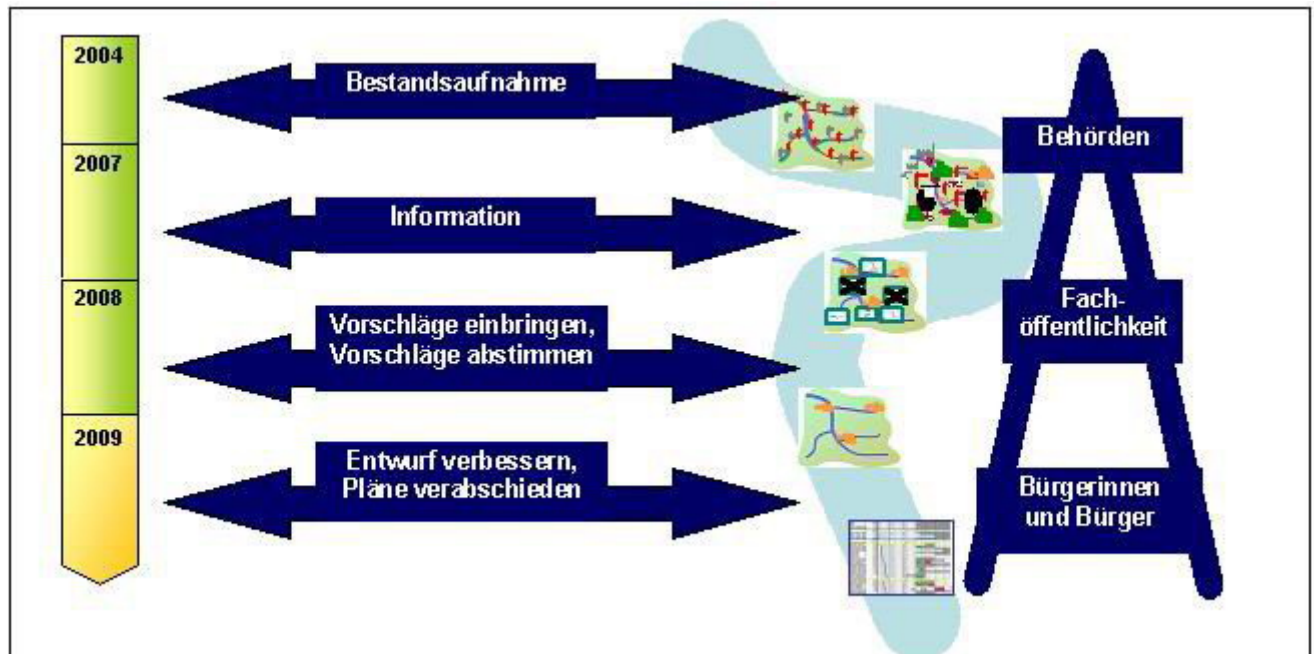 2004
Bestandsaufnahme
Behörden
2007
Information
2008
Vorschläge einbringen,
Vorschläge abstimmen
Fach-
öffentlichkeit
2009
Entwurf verbessern,
Pläne verabschieden
Bürgerinnen
und Bürger